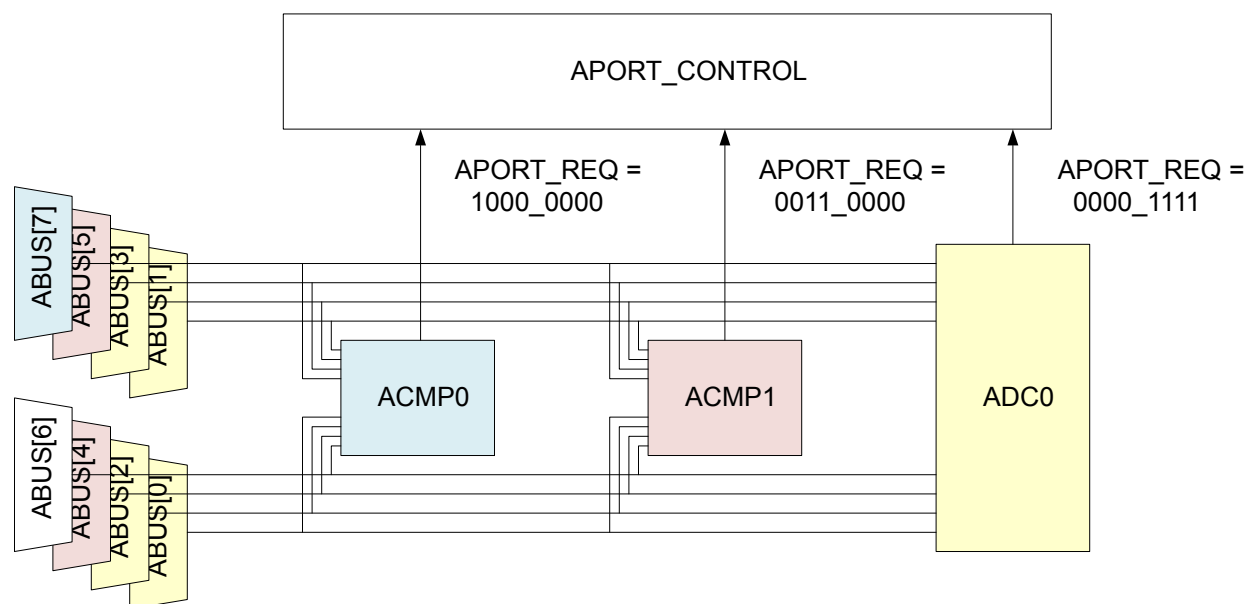 APORT_CONTROL
APORT_REQ =
1000_0000
APORT_REQ =
0011_0000
APORT_REQ =
0000_1111
ABUS[7]
ABUS[5]
ABUS[3]
ABUS[1]
ACMP0
ACMP1
ADC0
ABUS[6]
ABUS[4]
ABUS[2]
ABUS[0]